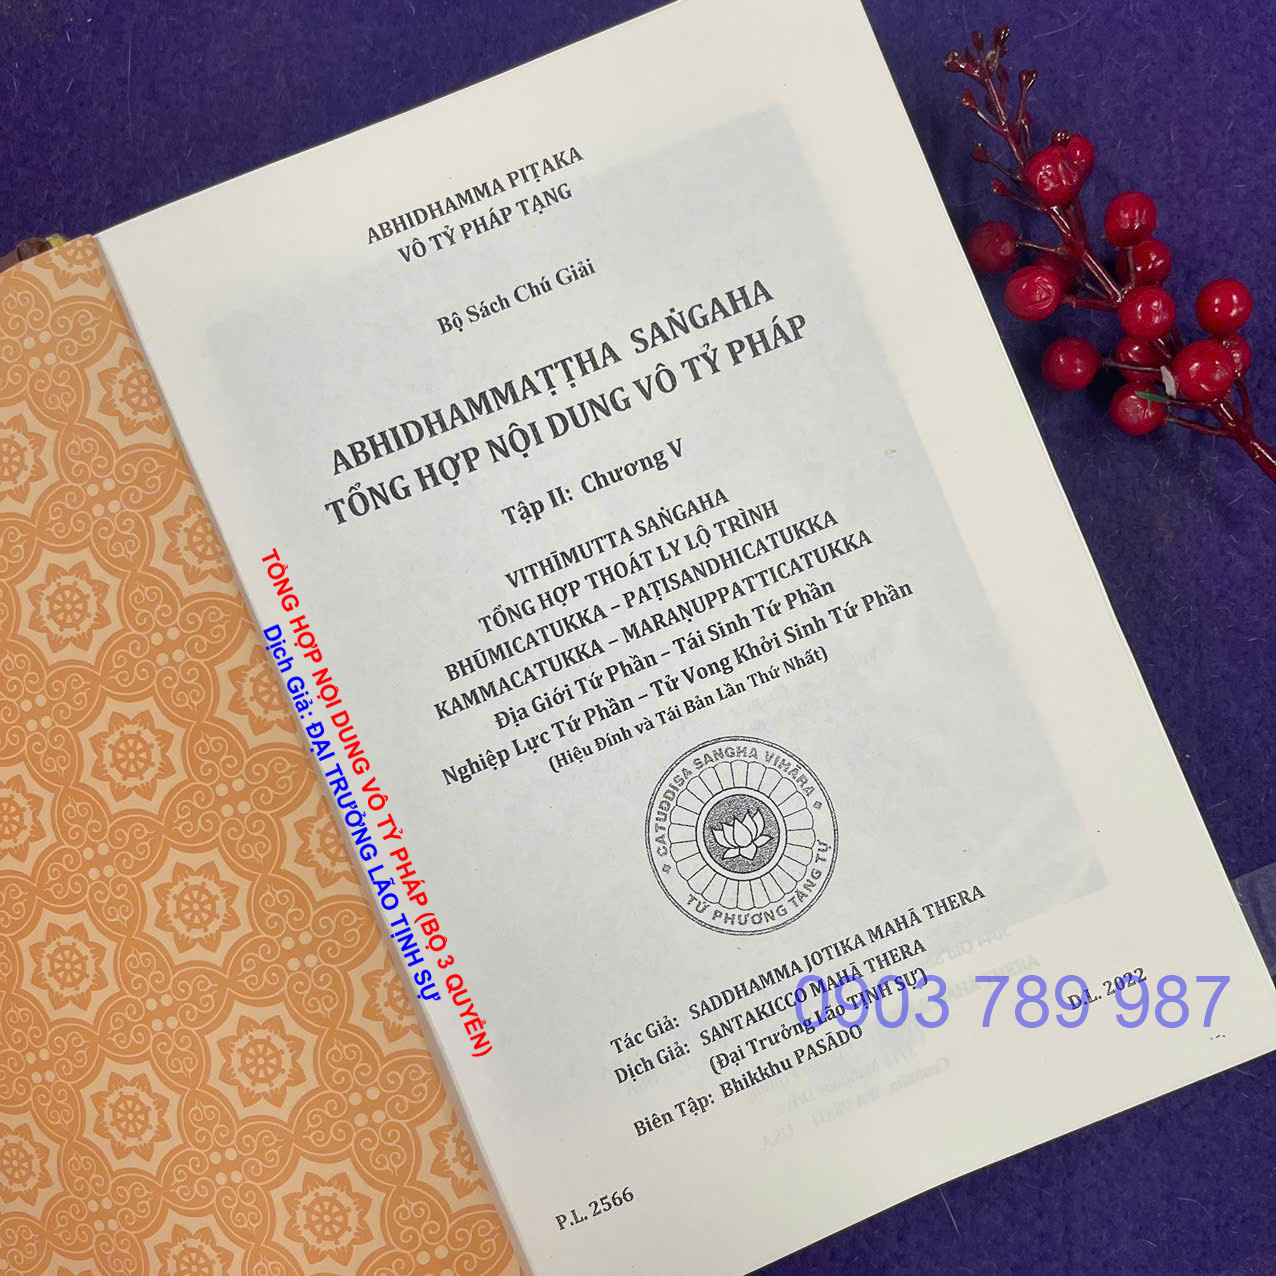 ABHIDHAMMA PIṬAKA
VÔ TỶ PHÁP TẠNG
Bộ Sách Chú Giải
ABHIDHAMMAṬṬHA SAṄGAHA
TỔNG HỢP NỘI DUNG VÔ TỶ PHÁP
Tập II: Chương V
VITHĪMUTTA SAṄGAHA
TỔNG HỢP THOÁT LY LỘ TRÌNH
BHŪMICATUKKA – PAṬISANDHICATUKKA
KAMMACATUKKA – MARAṆUPPATTICATUKKA
Địa Giới Tứ Phần – Tái Sinh Tứ Phần
Nghiệp Lực Tứ Phần – Tử Vong Khởi Sinh Tứ Phần
(Hiệu Đính và Tái Bản Lần Thứ Nhất)
CATUDDISA SANGHA VIHĀRA
TỨ PHƯƠNG TĂNG TỰ
Tác Giả: SADDHAMMA JOTIKA MAHĀ THERA
Dịch Giả: SANTAKICCO MAHĀ THERA
(Đại Trưởng Lão TỊNH SỰ)
Biên Tập: Bhikkhu PASĀDO
P.L. 2566
D.L. 2022
TỔNG HỢP NỘI DUNG VÔ TỶ PHÁP (BỘ 3 QUYỂN)
Dịch Giả: ĐẠI TRƯỞNG LÃO TỊNH SỰ
0903 789 987